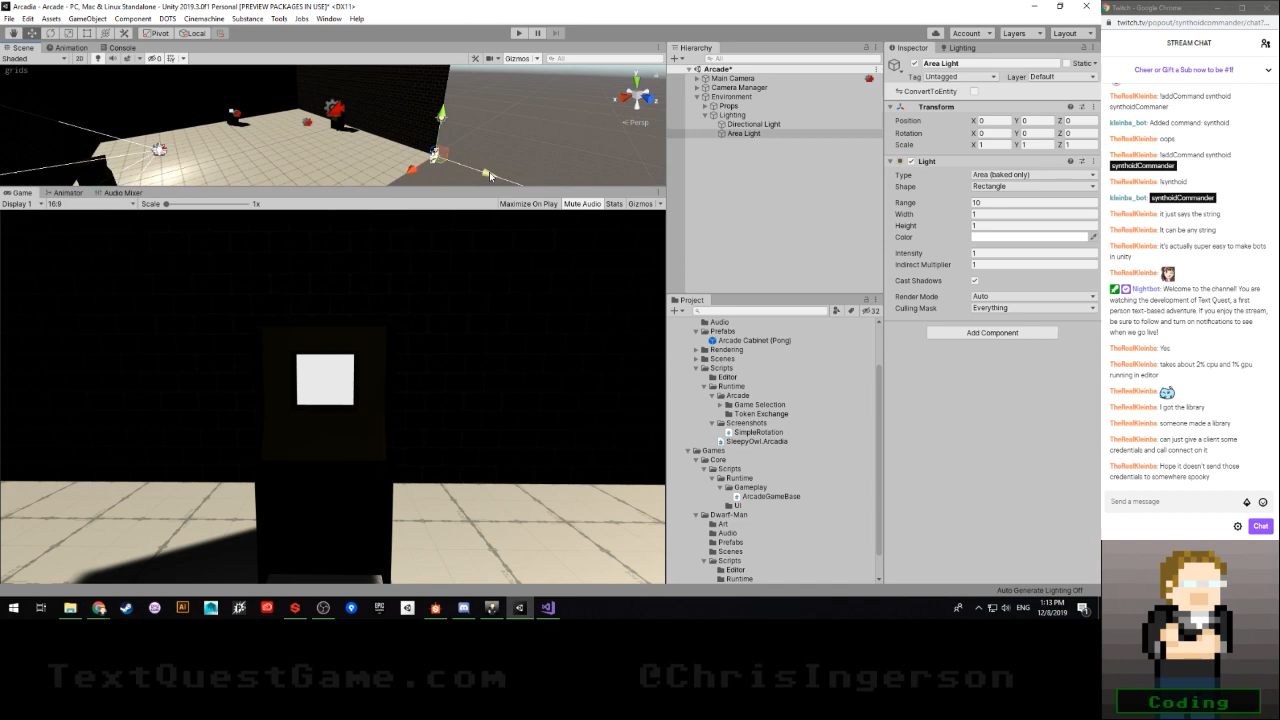 Arcadia - Arcade - PC, Mac & Linux Standalone - Unity 2019.3.0f1 Personal [PREVIEW PACKAGES IN USE] * <DX11>
File Edit Assets GameObject Component DOTS Cinemachine Substance Tools Jobs Window Help
Pivot Local Account Layers Layout
Scene Animation Console
Shaded 2D 0 Gizmos All
grids
y x z
Persp
Game Animator Audio Mixer
Display 1 16:9 Scale 1x Maximize On Play Mute Audio Stats Gizmos
Hierarchy
All
Arcade*
Main Camera
Camera Manager
Environment
Props
Lighting
Directional Light
Area Light
Project
32
Audio
Prefabs
Arcade Cabinet (Pong)
Rendering
Scenes
Scripts
Editor
Runtime
Arcade
Game Selection
Token Exchange
Screenshots
SimpleRotation
SleepyOwl.Arcadia
Games
Core
Scripts
Runtime
Gameplay
ArcadeGameBase
UI
Dwarf-Man
Art
Audio
Prefabs
Scenes
Scripts
Editor
Runtime
Inspector Lighting
Area Light Static
Tag Untagged Layer Default
ConvertToEntity
Transform
Position X 0 Y 0 Z 0
Rotation X 0 Y 0 Z 0
Scale X 1 Y 1 Z 1
Light
Type Area (baked only)
Shape Rectangle
Range 10
Width 1
Height 1
Color
Intensity 1
Indirect Multiplier 1
Cast Shadows
Render Mode Auto
Culling Mask Everything
Add Component
Auto Generate Lighting Off
ENG
1:13 PM
12/8/2019
Twitch - Google Chrome
twitch.tv/popout/synthoidcommander/chat?...
STREAM CHAT
Cheer or Gift a Sub now to be #1!
TheRealKleinba: !addCommand synthoid
synthoidCommaner
kleinba_bot: Added command: synthoid
TheRealKleinba: oops
TheRealKleinba: !addCommand synthoid
synthoidCommander
TheRealKleinba: !synthoid
kleinba_bot: synthoidCommander
TheRealKleinba: it just says the string
TheRealKleinba: It can be any string
TheRealKleinba: it's actually super easy to make bots
in unity
TheRealKleinba:
Nightbot: Welcome to the channel! You are
watching the development of Text Quest, a first
person text-based adventure. If you enjoy the stream,
be sure to follow and turn on notifications to see
when we go live!
TheRealKleinba: Yes
TheRealKleinba: takes about 2% cpu and 1% gpu
running in editor
TheRealKleinba:
TheRealKleinba: I got the library
TheRealKleinba: someone made a library
TheRealKleinba: can just give a client some
credentials and call connect on it
TheRealKleinba: Hope it doesn't send those
credentials to somewhere spooky
Send a message
Chat
TextQuestGame.com @ChrisIngerson
Coding